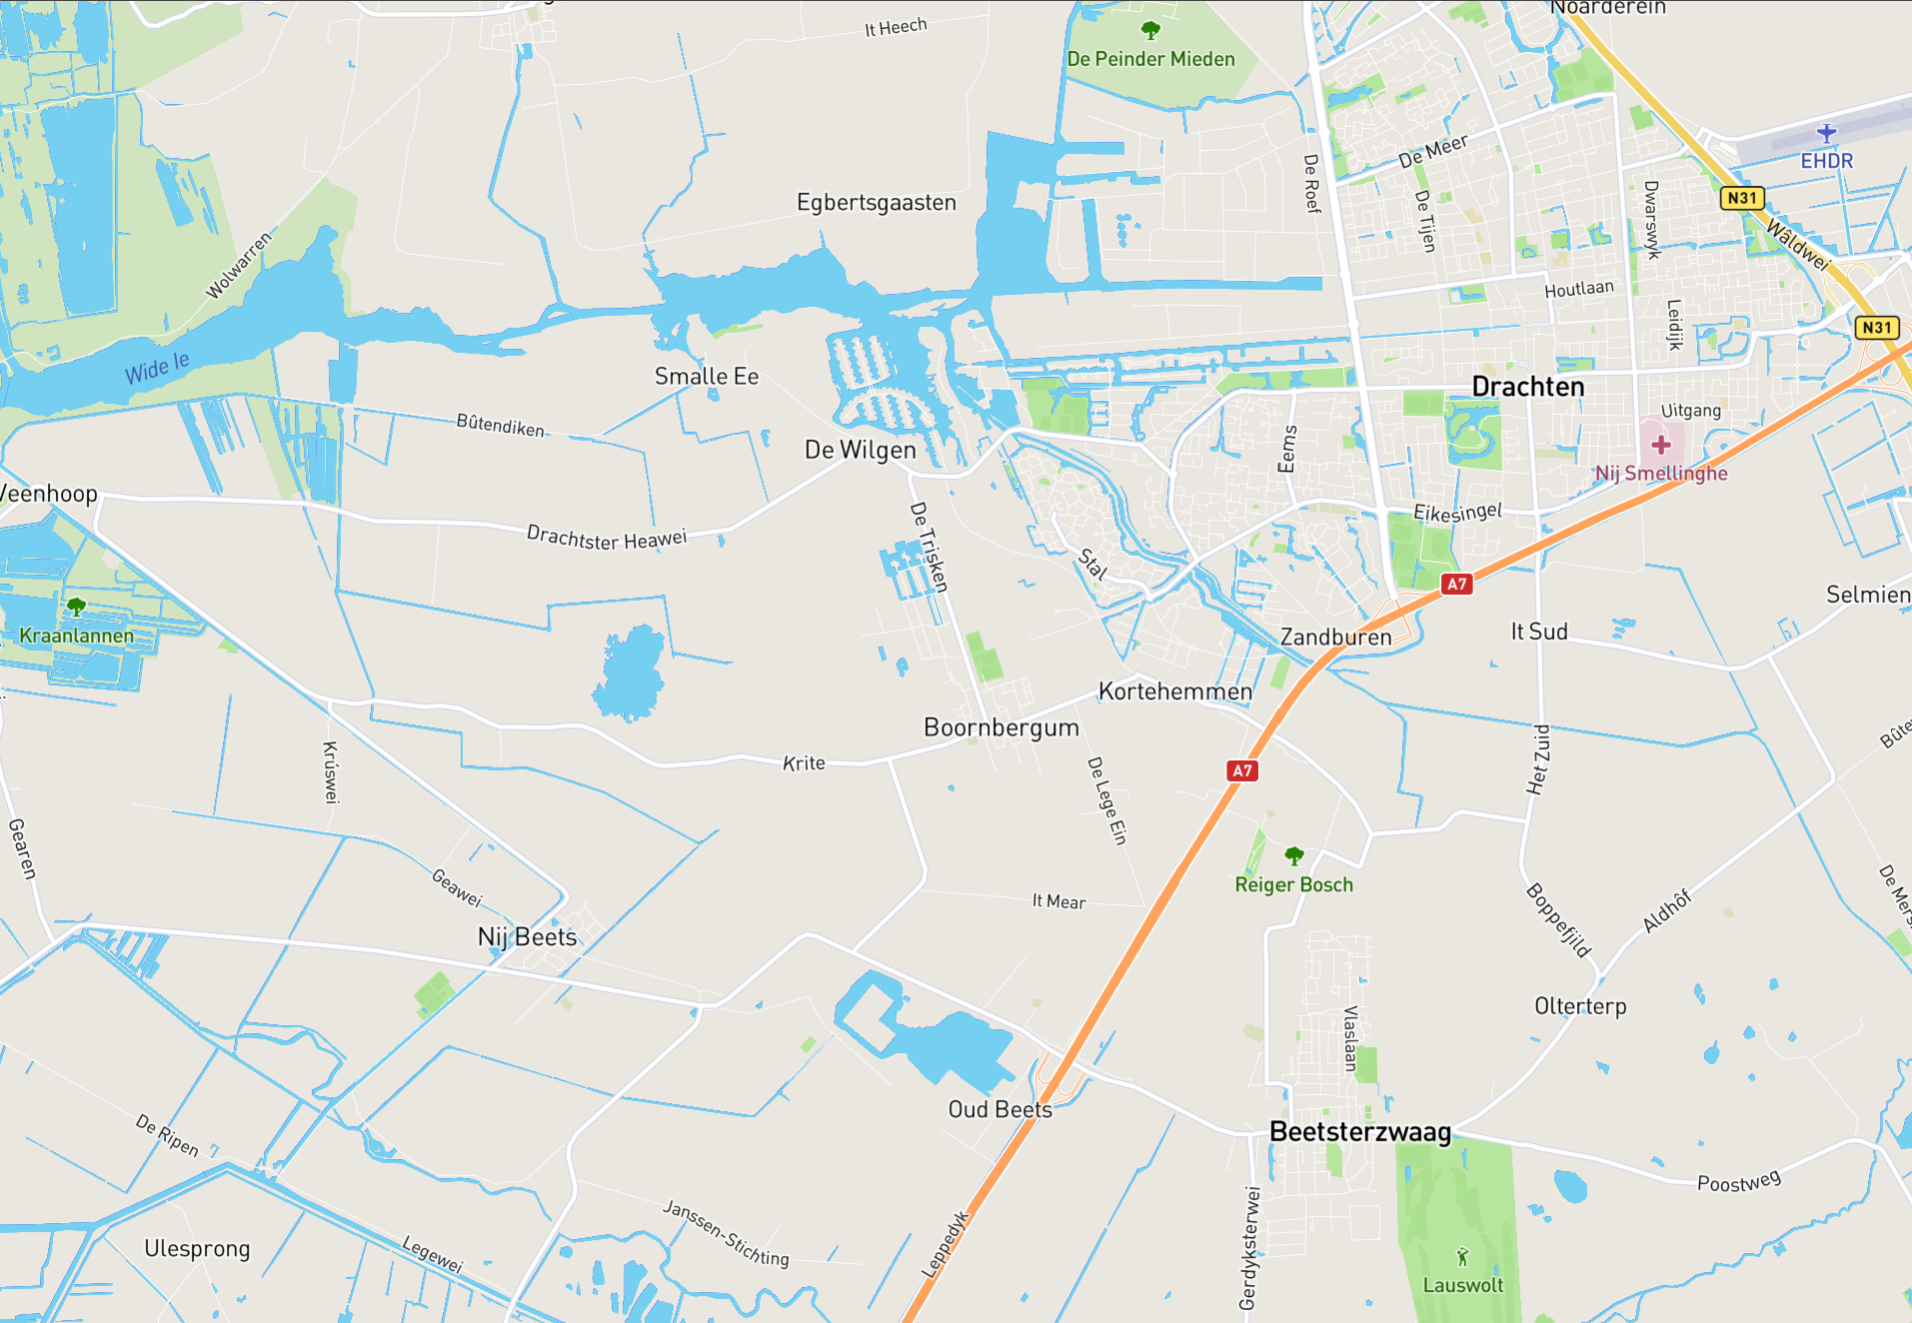 Noarderein
It Heech
De Peinder Mieden
EHDR
De Meer
De Roef
De Tijen
Dwarswyk
N31
Wâldwei
Egbertsgaasten
Wolwarren
Houtlaan
Leidijk
N31
Wide Ie
Smalle Ee
Drachten
Uitgang
Bûtendiken
De Wilgen
Eems
Nij Smellinghe
Veenhoop
Drachtster Heawei
De Trisken
Eikesingel
Stal
A7
Selmien
Kraanlannen
Zandburen
It Sud
Kortehemmen
Boornbergum
Krite
Krúswei
De Lege Ein
A7
Het Zuid
Bûte
Gearen
Geawei
Reiger Bosch
It Mear
Boppefjild
Aldhôf
De Mers
Nij Beets
Olterterp
Vlaslaan
Oud Beets
Beetsterzwaag
De Ripen
Poostweg
Janssen-Stichting
Leppedyk
Gerdyksterwei
Ulesprong
Legewei
Lauswolt